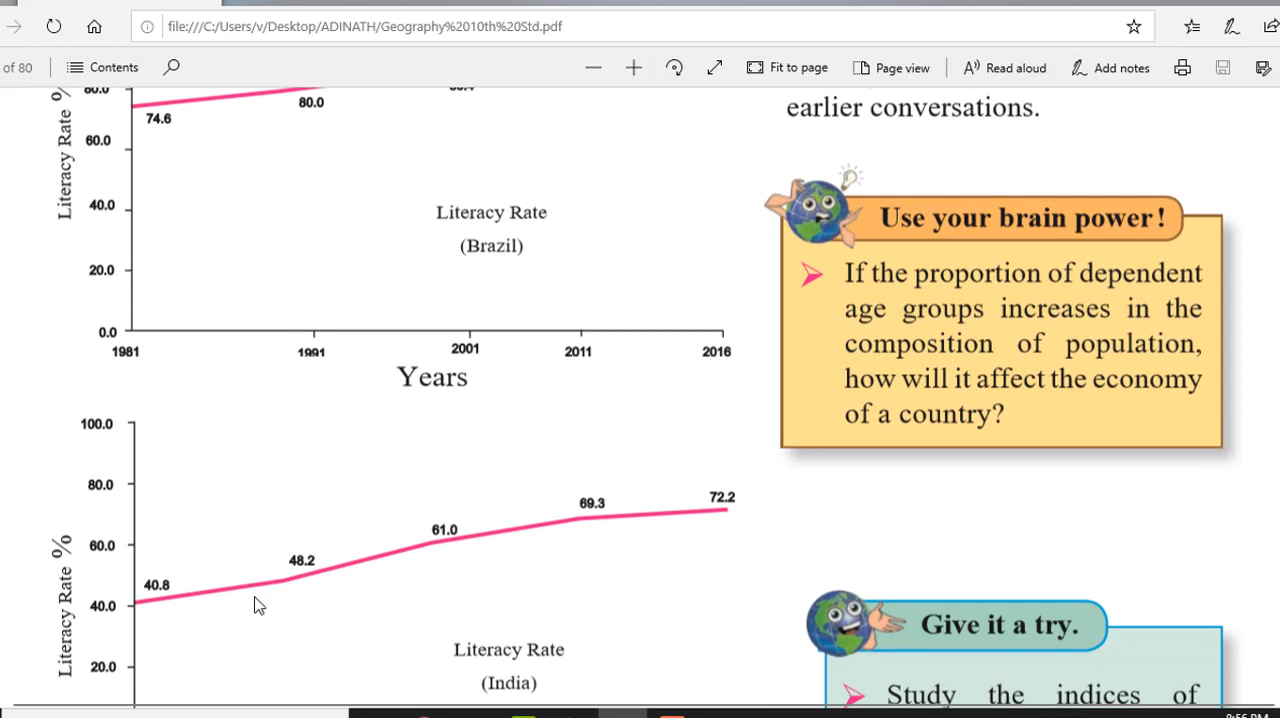 file:///C:/Users/v/Desktop/ADINATH/Geography%2010th%20Std.pdf
of 80
Contents
Fit to page
Page view
Read aloud
Add notes
80.0
74.6
80.0
60.0
40.0
20.0
0.0
Literacy Rate %
Literacy Rate
(Brazil)
1981 1991 2001 2011 2016
Years
100.0
80.0
60.0
40.0
20.0
Literacy Rate %
40.8
48.2
61.0
69.3
72.2
Literacy Rate
(India)
earlier conversations.
Use your brain power!
If the proportion of dependent
age groups increases in the
composition of population,
how will it affect the economy
of a country?
Give it a try.
Study the indices of
8:56 PM